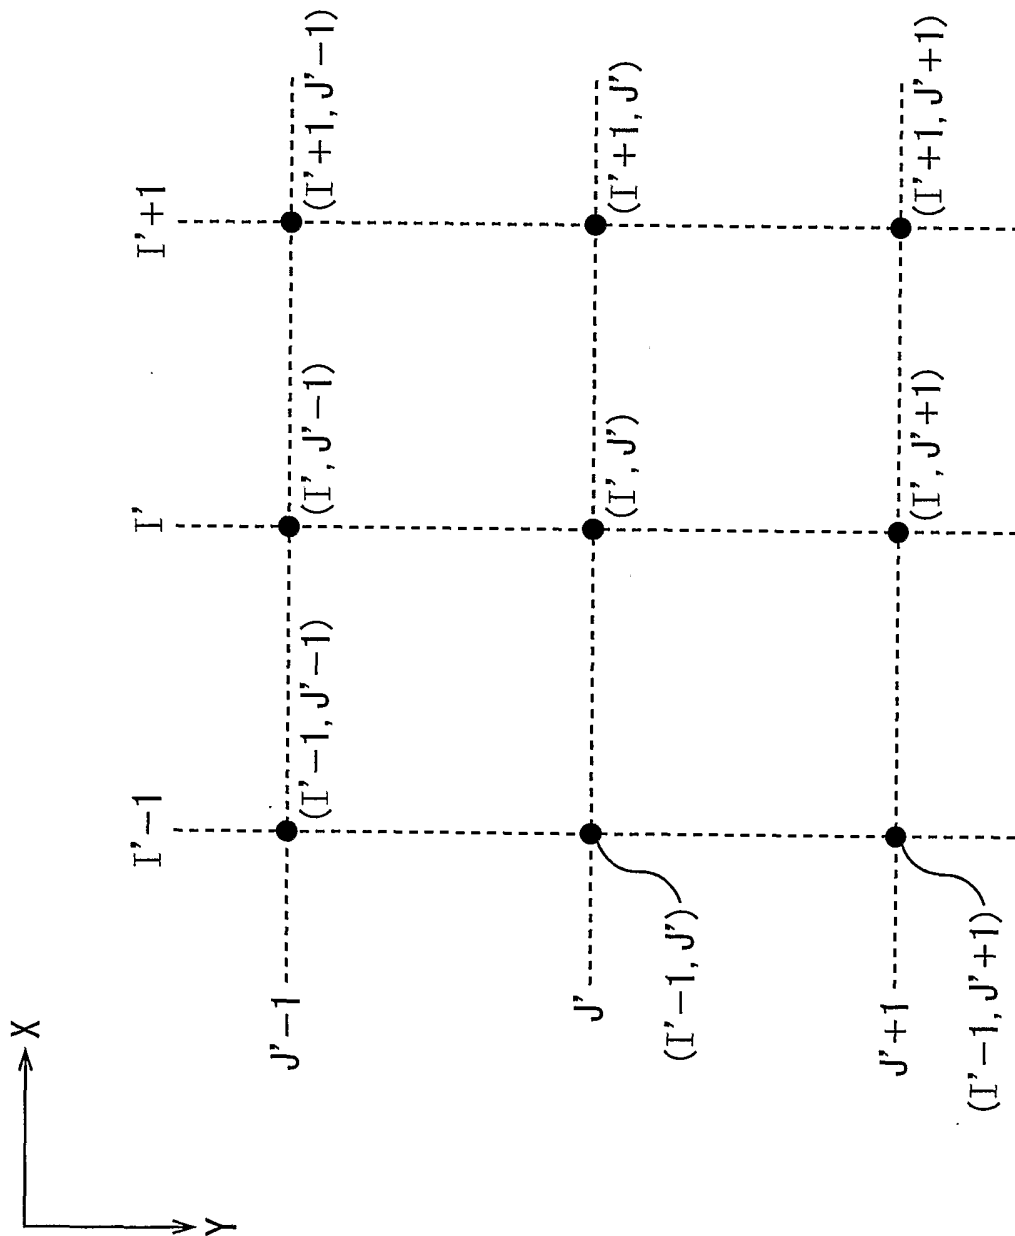 X
Y
I'-1
I'
I'+1
J'-1
(I'-1, J'-1)
(I', J'-1)
(I'+1, J'-1)
J'
(I', J')
(I'+1, J')
(I'-1, J')
J'+1
(I', J'+1)
(I'+1, J'+1)
(I'-1, J'+1)